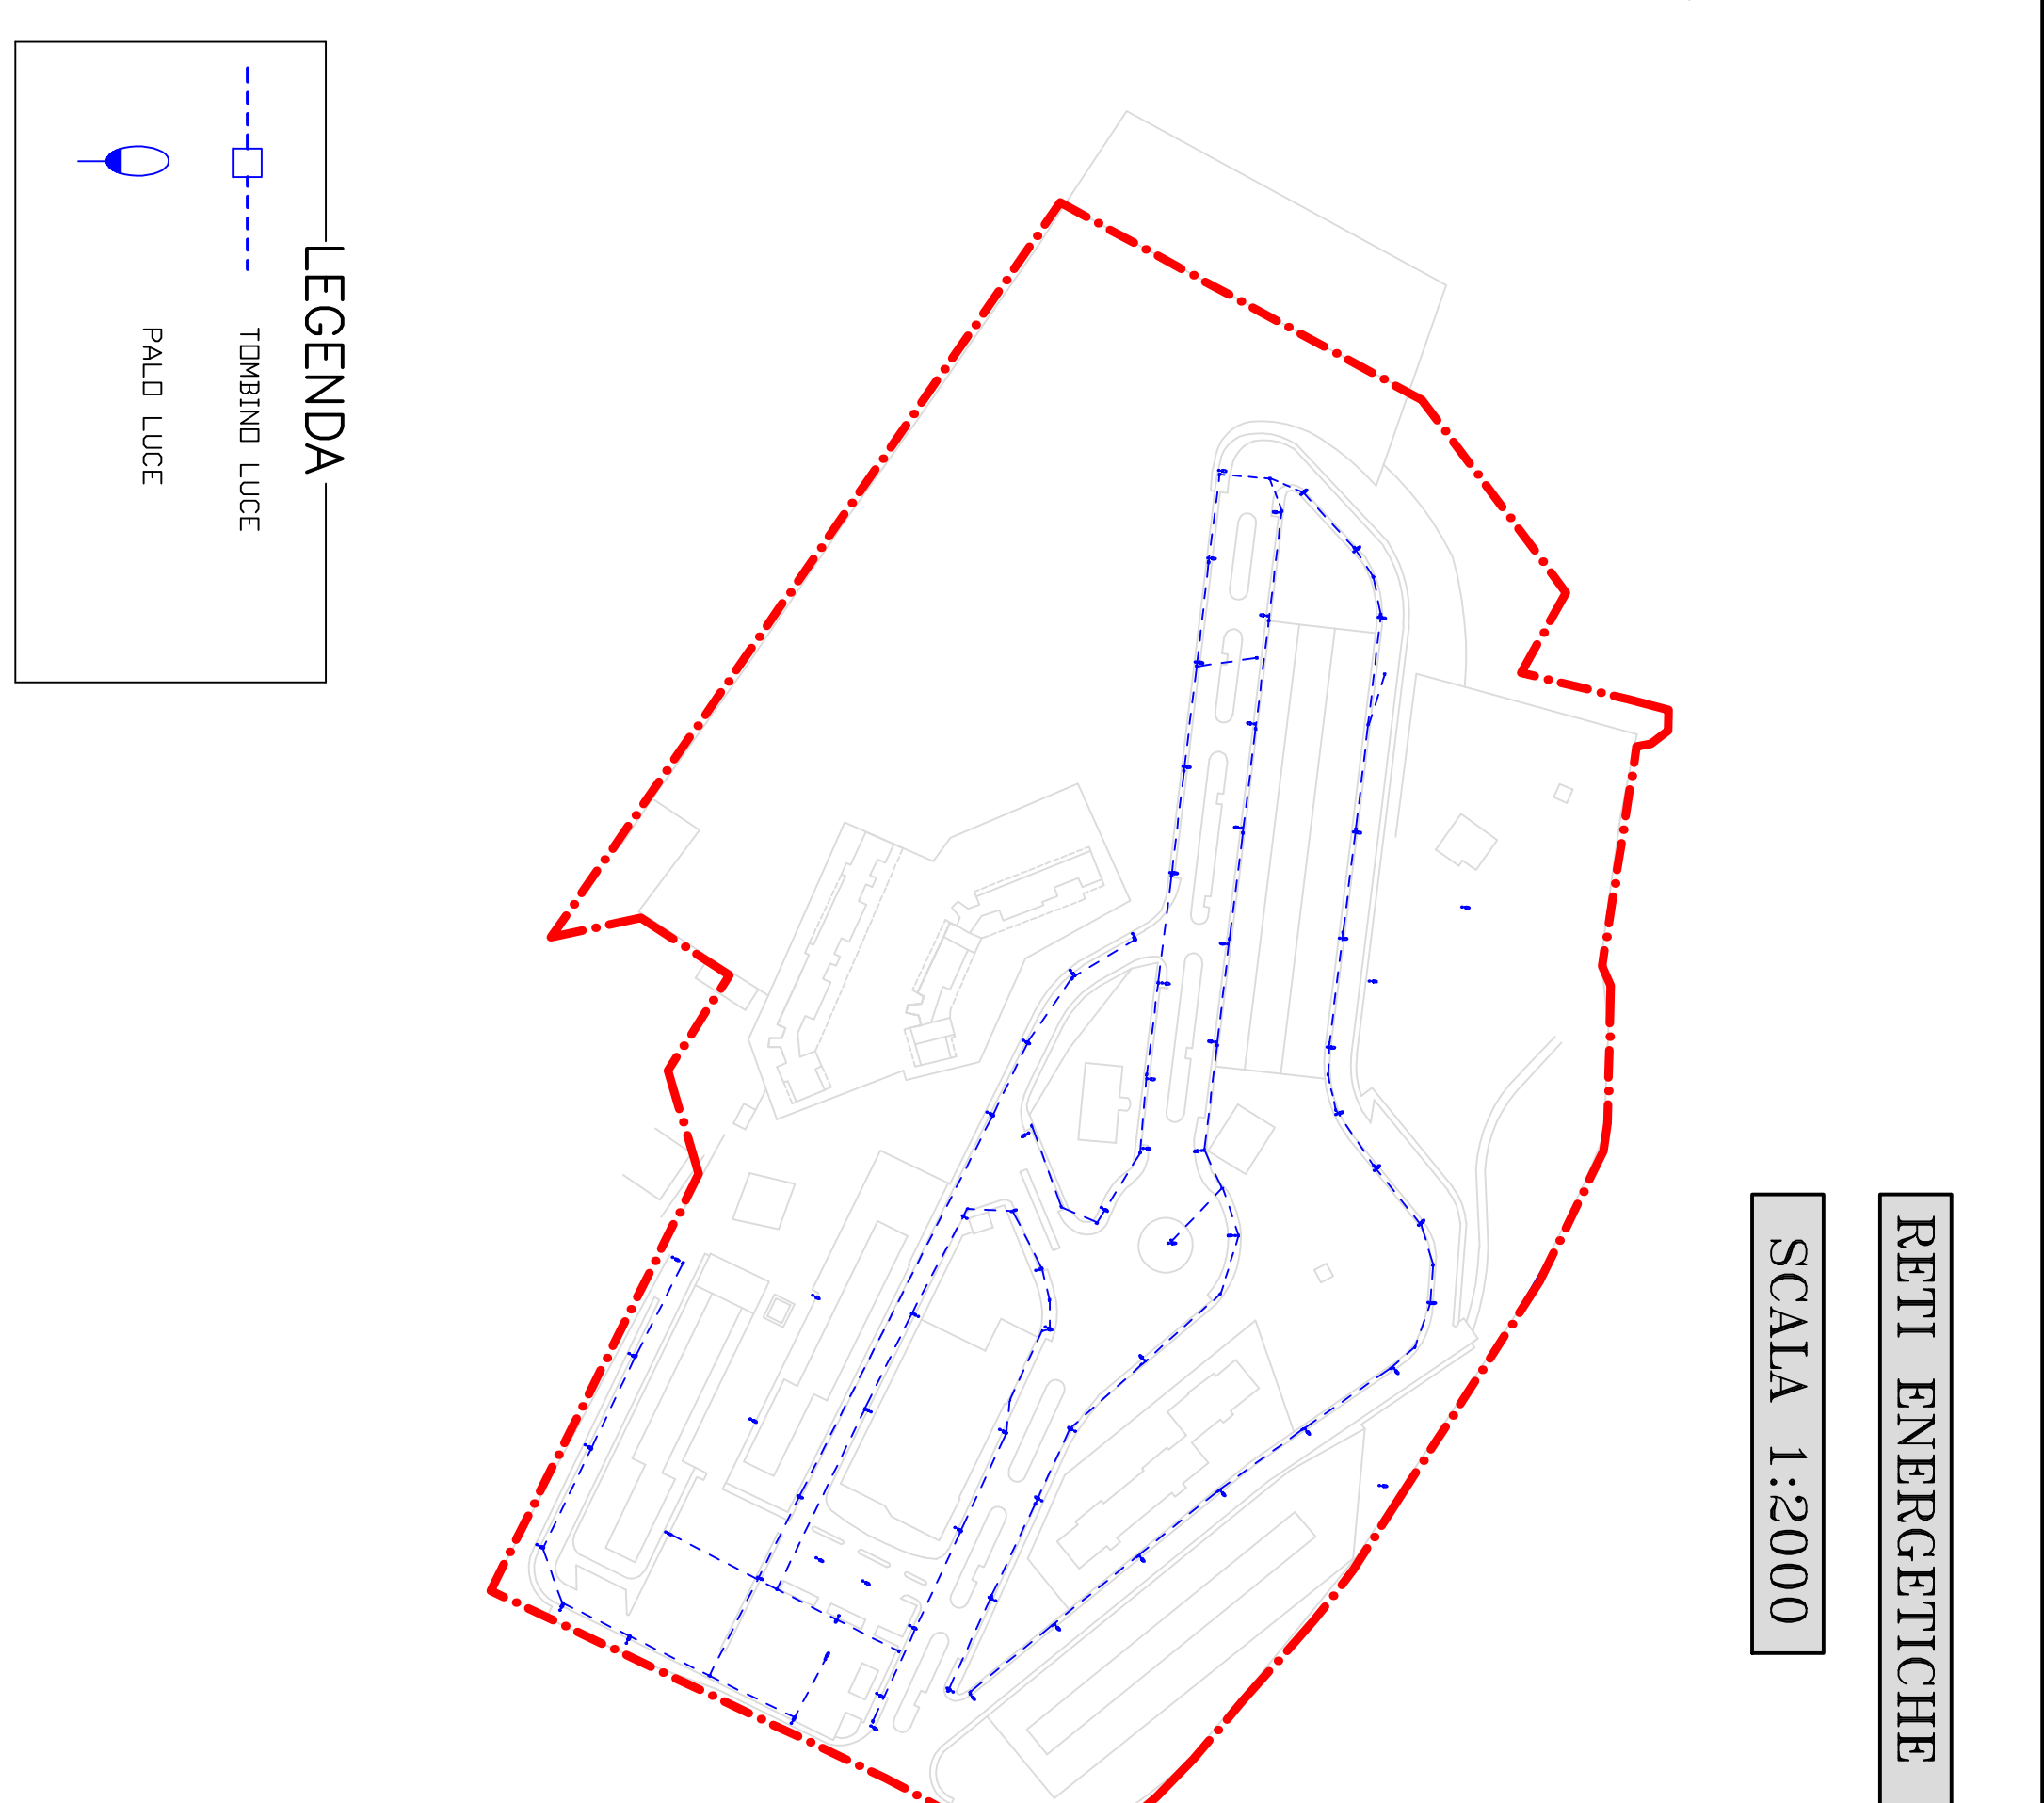 RETI ENERGETICHE
SCALA 1:2000
LEGENDA
TOMBINO LUCE
PALO LUCE